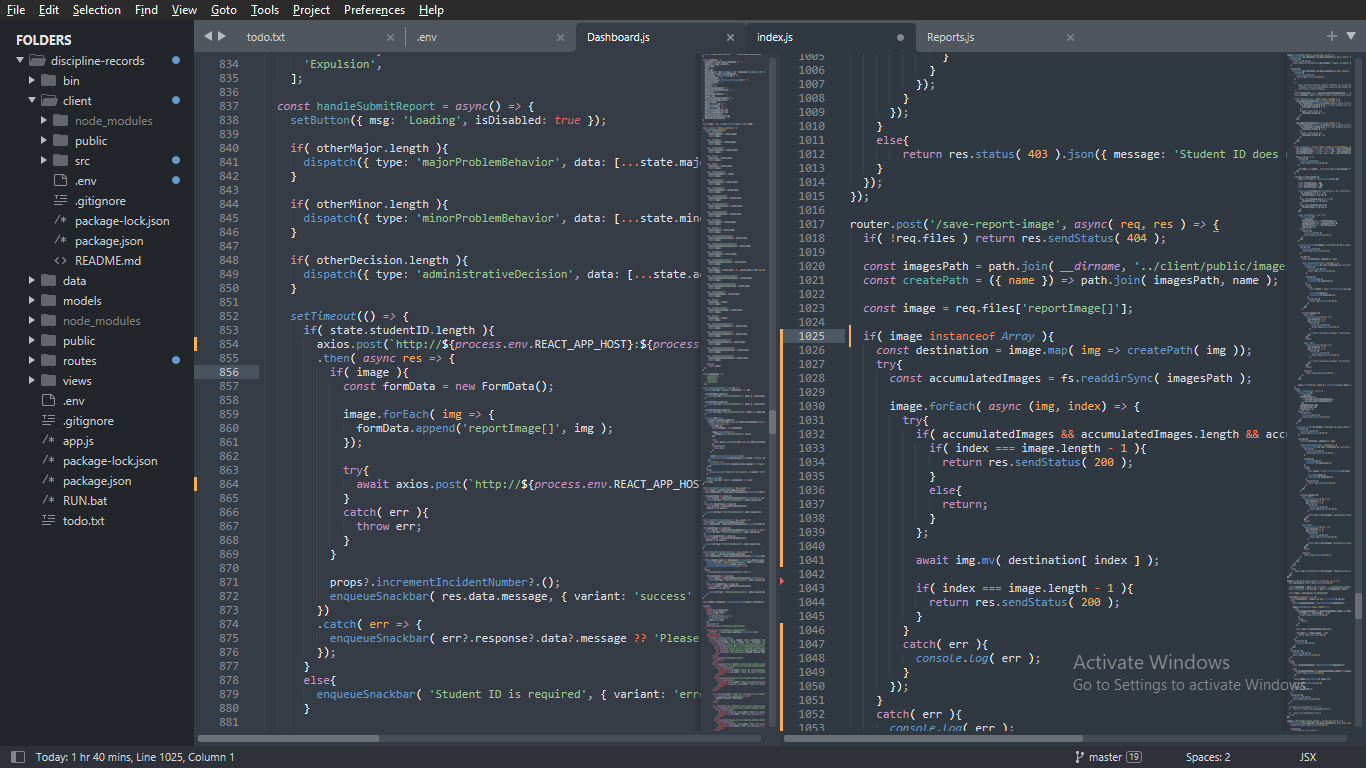 File Edit Selection Find View Goto Tools Project Preferences Help
FOLDERS
discipline-records
bin
client
node_modules
public
src
.env
.gitignore
package-lock.json
package.json
README.md
data
models
node_modules
public
routes
views
.env
.gitignore
app.js
package-lock.json
package.json
RUN.bat
todo.txt
todo.txt .env Dashboard.js
834 'Expulsion',
835 ];
836
837 const handleSubmitReport = async() => {
838 setButton({ msg: 'Loading', isDisabled: true });
839
840 if( otherMajor.length ){
841 dispatch({ type: 'majorProblemBehavior', data: [...state.maj
842 }
843
844 if( otherMinor.length ){
845 dispatch({ type: 'minorProblemBehavior', data: [...state.min
846 }
847
848 if( otherDecision.length ){
849 dispatch({ type: 'administrativeDecision', data: [...state.a
850 }
851
852 setTimeout(() => {
853 if( state.studentID.length ){
854 axios.post(`http://${process.env.REACT_APP_HOST}:${process
855 .then( async res => {
856 if( image ){
857 const formData = new FormData();
858
859 image.forEach( img => {
860 formData.append('reportImage[]', img );
861 });
862
863 try{
864 await axios.post(`http://${process.env.REACT_APP_HOS
865 }
866 catch( err ){
867 throw err;
868 }
869 }
870
871 props?.incrementIncidentNumber?.();
872 enqueueSnackbar( res.data.message, { variant: 'success'
873 })
874 .catch( err => {
875 enqueueSnackbar( err?.response?.data?.message ?? 'Please
876 });
877 }
878 else{
879 enqueueSnackbar( 'Student ID is required', { variant: 'err
880 }
881
index.js Reports.js
1005 }
1006 }
1007 });
1008 }
1009 });
1010 }
1011 else{
1012 return res.status( 403 ).json({ message: 'Student ID does
1013 }
1014 });
1015 });
1016
1017 router.post('/save-report-image', async( req, res ) => {
1018 if( !req.files ) return res.sendStatus( 404 );
1019
1020 const imagesPath = path.join( __dirname, '../client/public/image
1021 const createPath = ({ name }) => path.join( imagesPath, name );
1022
1023 const image = req.files['reportImage[]'];
1024
1025 if( image instanceof Array ){
1026 const destination = image.map( img => createPath( img ));
1027 try{
1028 const accumulatedImages = fs.readdirSync( imagesPath );
1029
1030 image.forEach( async (img, index) => {
1031 try{
1032 if( accumulatedImages && accumulatedImages.length && acc
1033 if( index === image.length - 1 ){
1034 return res.sendStatus( 200 );
1035 }
1036 else{
1037 return;
1038 }
1039 };
1040
1041 await img.mv( destination[ index ] );
1042
1043 if( index === image.length - 1 ){
1044 return res.sendStatus( 200 );
1045 }
1046 }
1047 catch( err ){
1048 console.log( err );
1049 }
1050 });
1051 }
1052 catch( err ){
1053 console.log( err );
Activate Windows
Go to Settings to activate Windows.
Today: 1 hr 40 mins, Line 1025, Column 1 master 19 Spaces: 2 JSX